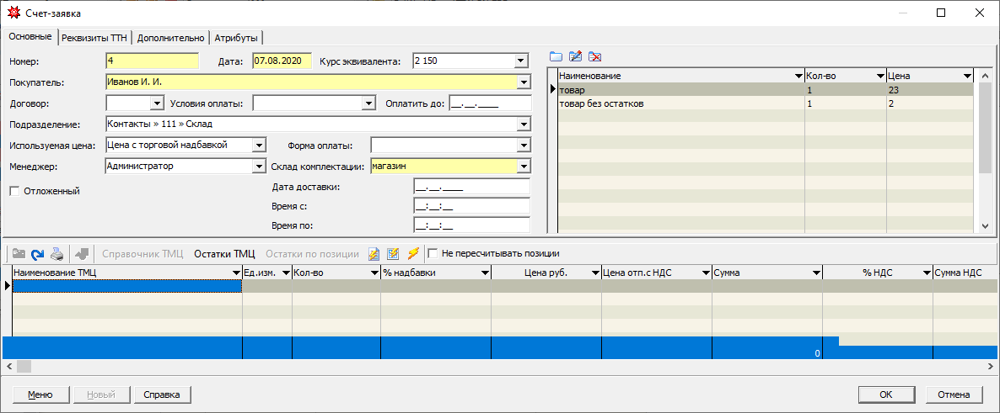 Счет-заявка
Основные Реквизиты ТТН Дополнительно Атрибуты
Номер: 4 Дата: 07.08.2020 Курс эквивалента: 2 150
Покупатель: Иванов И. И.
Договор: Условия оплаты: Оплатить до: __.__.____
Подразделение: Контакты » 111 » Склад
Используемая цена: Цена с торговой надбавкой Форма оплаты:
Менеджер: Администратор Склад комплектации: магазин
Отложенный Дата доставки: __.__.____
Время с: __:__:__
Время по: __:__:__
Наименование Кол-во Цена
товар 1 23
товар без остатков 1 2
Справочник ТМЦ Остатки ТМЦ Остатки по позиции Не пересчитывать позиции
Наименование ТМЦ Ед.изм. Кол-во % надбавки Цена руб. Цена отп.с НДС Сумма % НДС Сумма НДС
0
Меню Новый Справка ОК Отмена